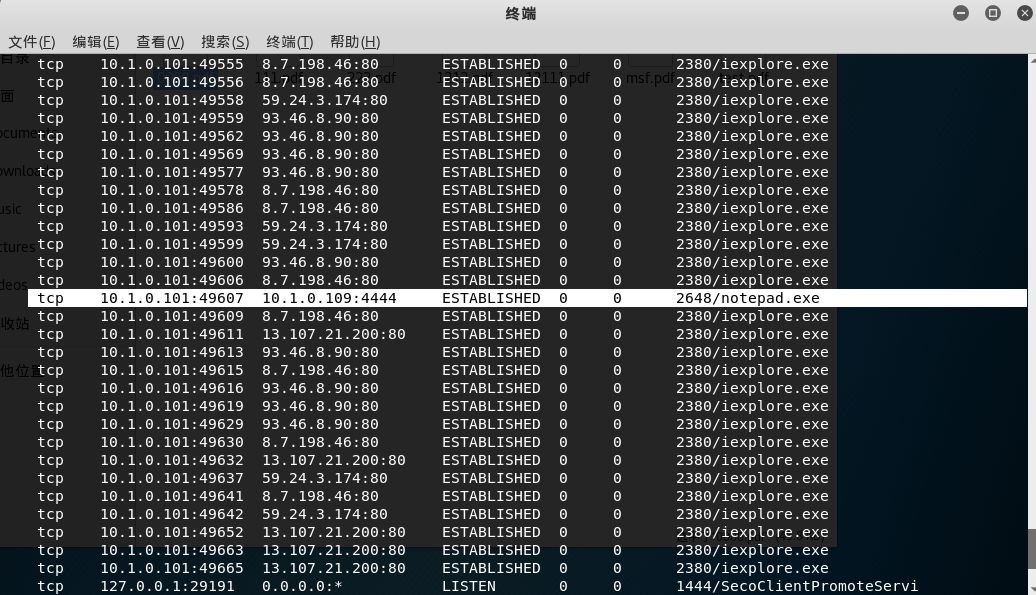 终端
文件(F) 编辑(E) 查看(V) 搜索(S) 终端(T) 帮助(H)
tcp 10.1.0.101:49555 8.7.198.46:80 ESTABLISHED 0 0 2380/iexplore.exe
tcp 10.1.0.101:49556 8.7.198.46:80 ESTABLISHED 0 0 2380/iexplore.exe
tcp 10.1.0.101:49558 59.24.3.174:80 ESTABLISHED 0 0 2380/iexplore.exe
tcp 10.1.0.101:49559 93.46.8.90:80 ESTABLISHED 0 0 2380/iexplore.exe
tcp 10.1.0.101:49562 93.46.8.90:80 ESTABLISHED 0 0 2380/iexplore.exe
tcp 10.1.0.101:49569 93.46.8.90:80 ESTABLISHED 0 0 2380/iexplore.exe
tcp 10.1.0.101:49577 93.46.8.90:80 ESTABLISHED 0 0 2380/iexplore.exe
tcp 10.1.0.101:49578 8.7.198.46:80 ESTABLISHED 0 0 2380/iexplore.exe
tcp 10.1.0.101:49586 8.7.198.46:80 ESTABLISHED 0 0 2380/iexplore.exe
tcp 10.1.0.101:49593 59.24.3.174:80 ESTABLISHED 0 0 2380/iexplore.exe
tcp 10.1.0.101:49599 59.24.3.174:80 ESTABLISHED 0 0 2380/iexplore.exe
tcp 10.1.0.101:49600 93.46.8.90:80 ESTABLISHED 0 0 2380/iexplore.exe
tcp 10.1.0.101:49606 8.7.198.46:80 ESTABLISHED 0 0 2380/iexplore.exe
tcp 10.1.0.101:49607 10.1.0.109:4444 ESTABLISHED 0 0 2648/notepad.exe
tcp 10.1.0.101:49609 8.7.198.46:80 ESTABLISHED 0 0 2380/iexplore.exe
tcp 10.1.0.101:49611 13.107.21.200:80 ESTABLISHED 0 0 2380/iexplore.exe
tcp 10.1.0.101:49613 93.46.8.90:80 ESTABLISHED 0 0 2380/iexplore.exe
tcp 10.1.0.101:49615 8.7.198.46:80 ESTABLISHED 0 0 2380/iexplore.exe
tcp 10.1.0.101:49616 93.46.8.90:80 ESTABLISHED 0 0 2380/iexplore.exe
tcp 10.1.0.101:49619 93.46.8.90:80 ESTABLISHED 0 0 2380/iexplore.exe
tcp 10.1.0.101:49629 93.46.8.90:80 ESTABLISHED 0 0 2380/iexplore.exe
tcp 10.1.0.101:49630 8.7.198.46:80 ESTABLISHED 0 0 2380/iexplore.exe
tcp 10.1.0.101:49632 13.107.21.200:80 ESTABLISHED 0 0 2380/iexplore.exe
tcp 10.1.0.101:49637 59.24.3.174:80 ESTABLISHED 0 0 2380/iexplore.exe
tcp 10.1.0.101:49641 8.7.198.46:80 ESTABLISHED 0 0 2380/iexplore.exe
tcp 10.1.0.101:49642 59.24.3.174:80 ESTABLISHED 0 0 2380/iexplore.exe
tcp 10.1.0.101:49652 13.107.21.200:80 ESTABLISHED 0 0 2380/iexplore.exe
tcp 10.1.0.101:49663 13.107.21.200:80 ESTABLISHED 0 0 2380/iexplore.exe
tcp 10.1.0.101:49665 13.107.21.200:80 ESTABLISHED 0 0 2380/iexplore.exe
tcp 127.0.0.1:29191 0.0.0.0:* LISTEN 0 0 1444/SecoClientPromoteServi